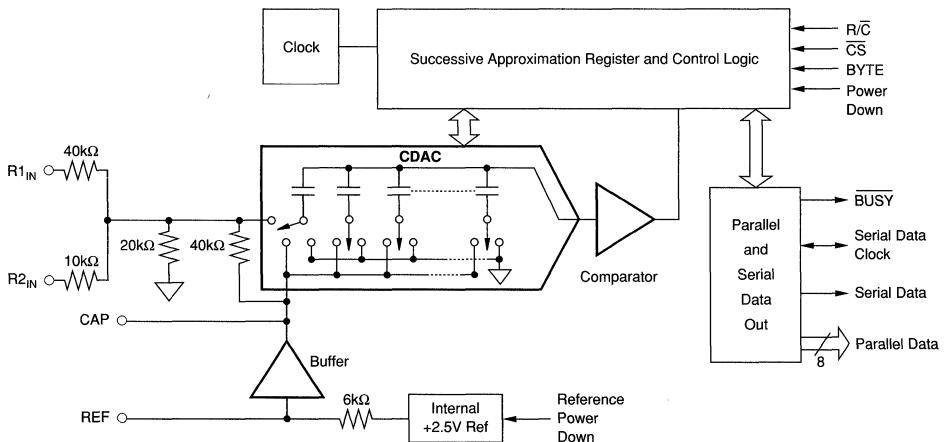 Clock
Successive Approximation Register and Control Logic
R/C̅
C̅S̅
BYTE
Power
Down
CDAC
40kΩ
R1IN
20kΩ
40kΩ
10kΩ
R2IN
Comparator
CAP
Buffer
REF
6kΩ
Internal
+2.5V Ref
Reference
Power
Down
Parallel
and
Serial
Data
Out
B̅U̅S̅Y̅
Serial Data
Clock
Serial Data
8
Parallel Data